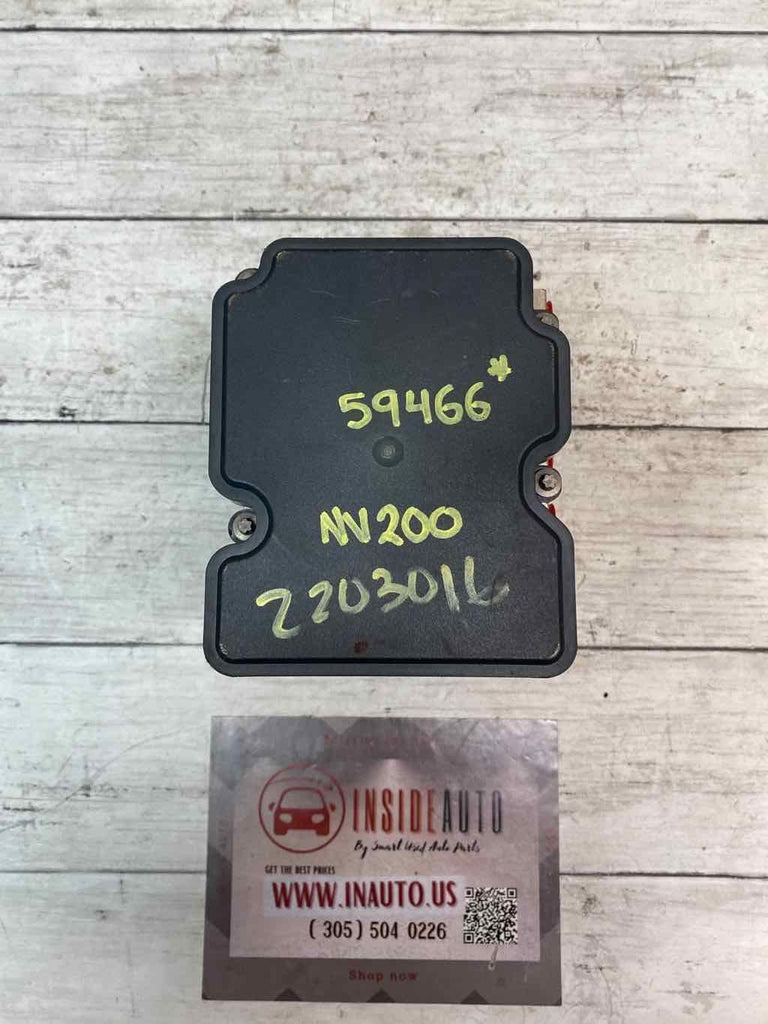 59466*
NV200
2203016
INSIDEAUTO
By Smart Used Auto Parts
GET THE BEST PRICES
WWW.INAUTO.US
(305) 504 0226
Shop now